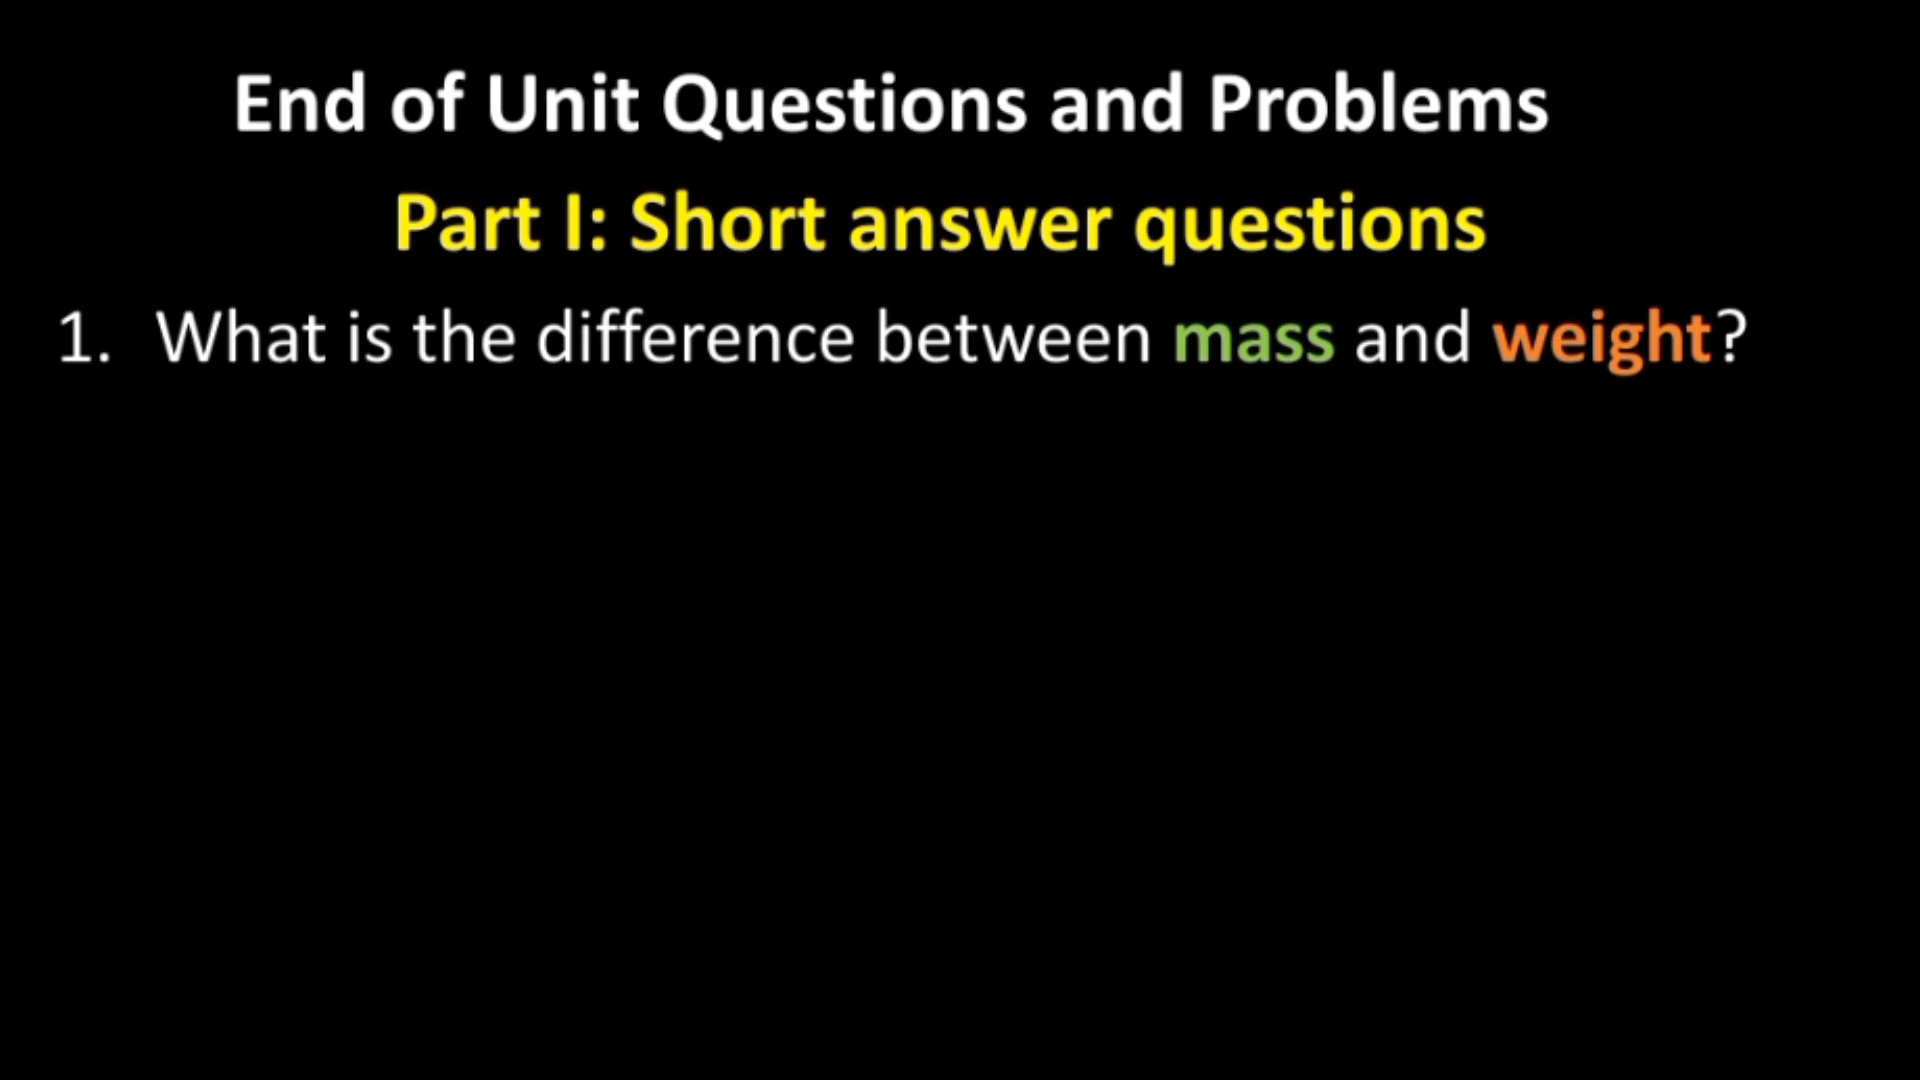 End of Unit Questions and Problems
Part I: Short answer questions
1. What is the difference between mass and weight?